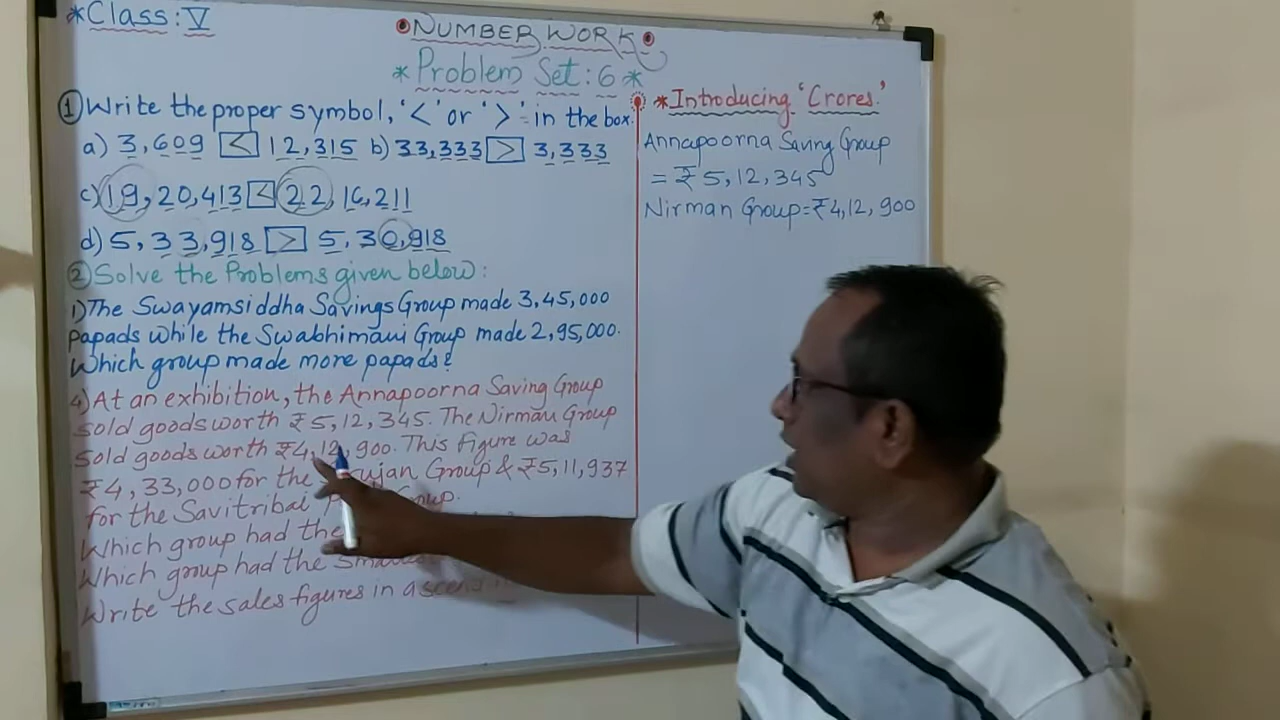 *Class: V
NUMBER WORK
*Problem Set: 6*
① Write the proper symbol, '<' or '>' in the box.
a) 3,609 < 12,315 b) 33,333 > 3,333
c) 19,20,413 < 22,16,211
d) 5,33,918 > 5,30,918
② Solve the Problems given below:
1) The Swayamsiddha Savings Group made 3,45,000
papads while the Swabhimani Group made 2,95,000.
Which group made more papads?
4) At an exhibition, the Annapoorna Saving Group
sold goods worth ₹5,12,345. The Nirman Group
sold goods worth ₹4,12,900. This figure was
₹4,33,000 for the Group & ₹5,11,937
for the Savitribai Group.
Which group had the
Which group had the
Write the sales figures in
*Introducing 'Crores.'
Annapoorna Saving Group
= ₹5,12,345
Nirman Group=₹4,12,900